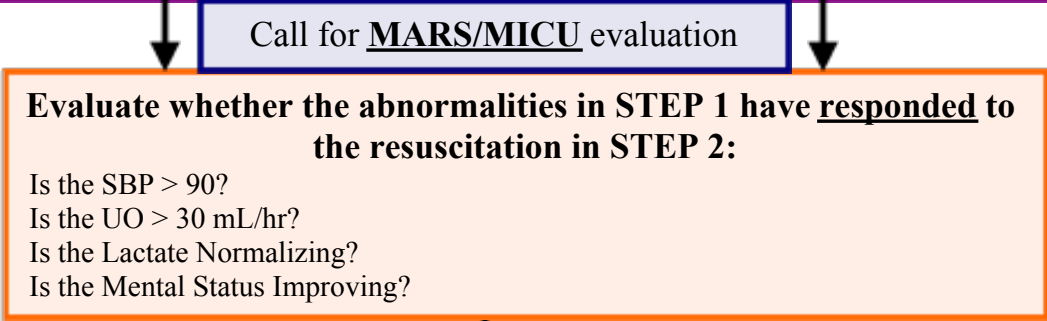 Call for MARS/MICU evaluation
Evaluate whether the abnormalities in STEP 1 have responded to
the resuscitation in STEP 2:
Is the SBP > 90?
Is the UO > 30 mL/hr?
Is the Lactate Normalizing?
Is the Mental Status Improving?